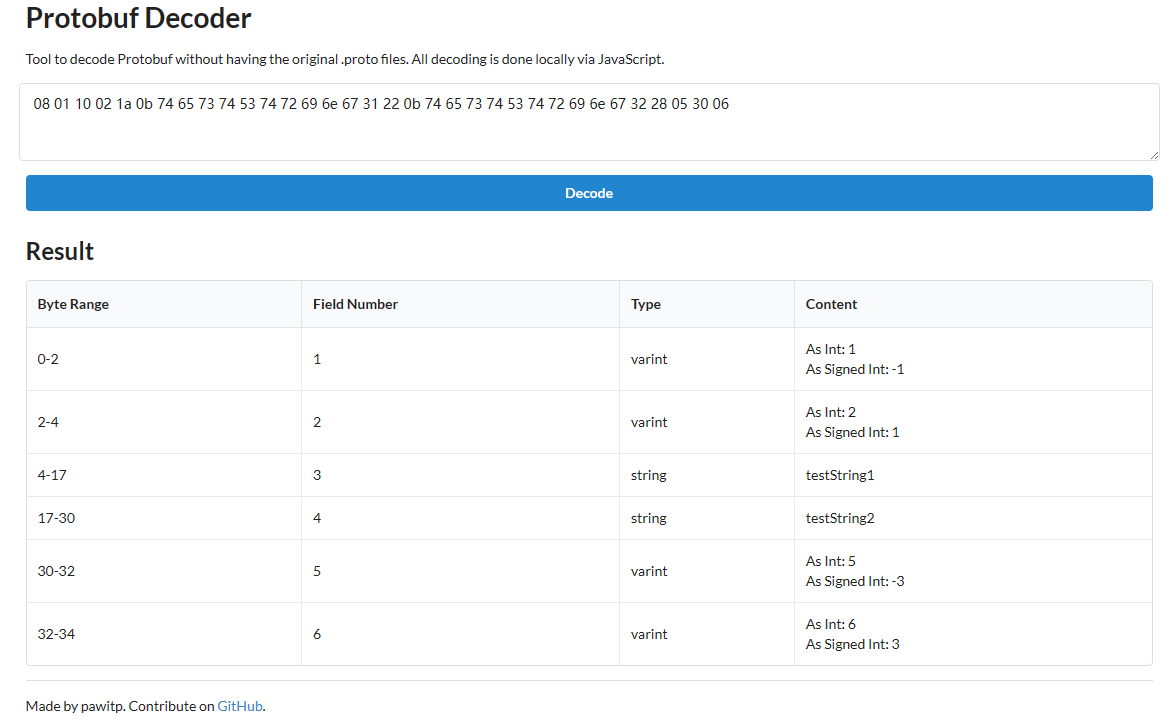 Protobuf Decoder
Tool to decode Protobuf without having the original .proto files. All decoding is done locally via JavaScript.
08 01 10 02 1a 0b 74 65 73 74 53 74 72 69 6e 67 31 22 0b 74 65 73 74 53 74 72 69 6e 67 32 28 05 30 06
Decode
Result
Byte Range Field Number Type Content
0-2 1 varint As Int: 1
As Signed Int: -1
2-4 2 varint As Int: 2
As Signed Int: 1
4-17 3 string testString1
17-30 4 string testString2
30-32 5 varint As Int: 5
As Signed Int: -3
32-34 6 varint As Int: 6
As Signed Int: 3
Made by pawitp. Contribute on GitHub.